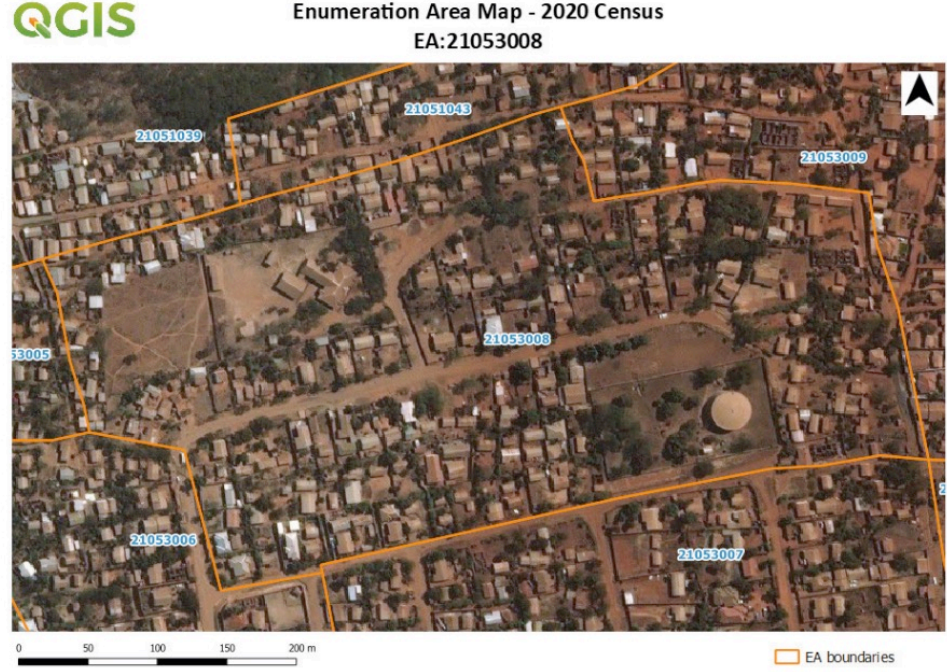 QGIS
Enumeration Area Map - 2020 Census
EA:21053008
21051043
21051039
21053009
53005
21053008
21053006
21053007
2
0 50 100 150 200 m
EA boundaries